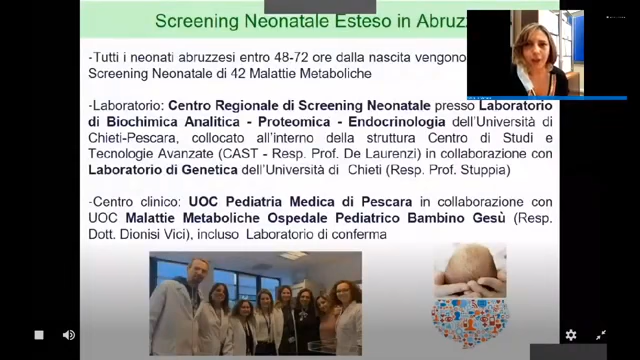 Screening Neonatale Esteso in Abruzz
-Tutti i neonati abruzzesi entro 48-72 ore dalla nascita vengono
Screening Neonatale di 42 Malattie Metaboliche
-Laboratorio: Centro Regionale di Screening Neonatale presso Laboratorio
di Biochimica Analitica - Proteomica - Endocrinologia dell'Università di
Chieti-Pescara, collocato all'interno della struttura Centro di Studi e
Tecnologie Avanzate (CAST - Resp. Prof. De Laurenzi) in collaborazione con
Laboratorio di Genetica dell'Università di Chieti (Resp. Prof. Stuppia)
-Centro clinico: UOC Pediatria Medica di Pescara in collaborazione con
UOC Malattie Metaboliche Ospedale Pediatrico Bambino Gesù (Resp.
Dott. Dionisi Vici), incluso Laboratorio di conferma